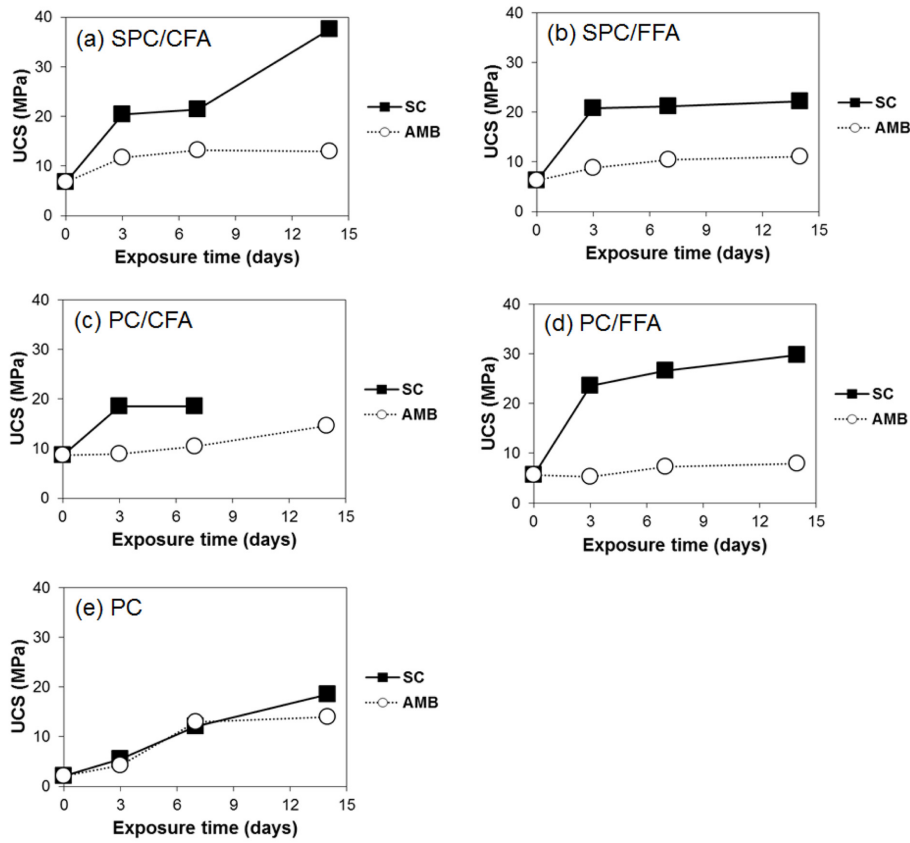 (a) SPC/CFA
UCS (MPa)
40
30
20
10
0
0 3 6 9 12 15
Exposure time (days)
SC
AMB
(b) SPC/FFA
UCS (MPa)
40
30
20
10
0
0 3 6 9 12 15
Exposure time (days)
SC
AMB
(c) PC/CFA
UCS (MPa)
40
30
20
10
0
0 3 6 9 12 15
Exposure time (days)
SC
AMB
(d) PC/FFA
UCS (MPa)
40
30
20
10
0
0 3 6 9 12 15
Exposure time (days)
SC
AMB
(e) PC
UCS (MPa)
40
30
20
10
0
0 3 6 9 12 15
Exposure time (days)
SC
AMB